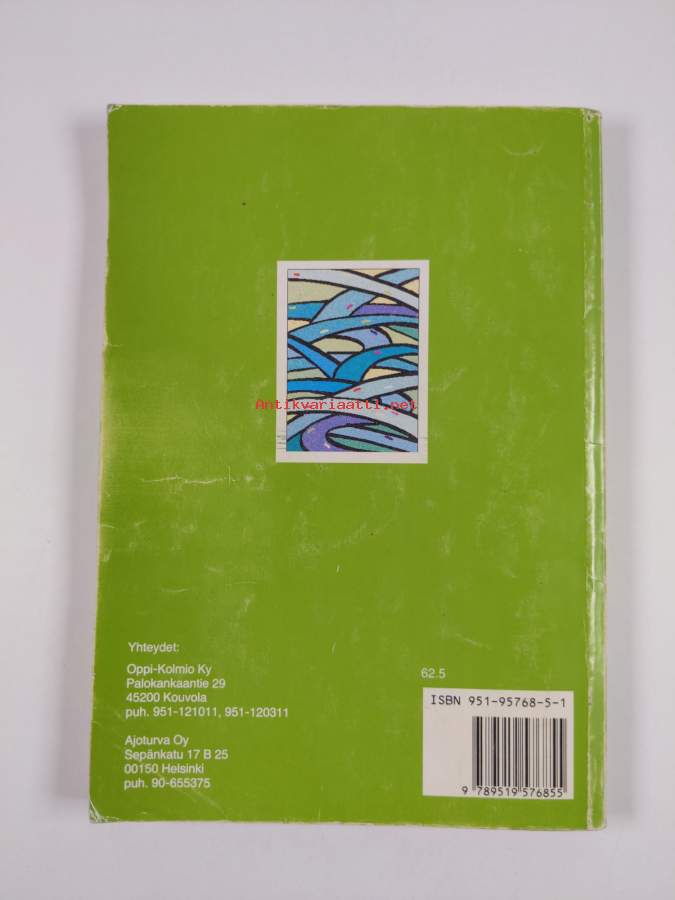 Antikvariaatti.net
Yhteydet:
Oppi-Kolmio Ky
Palokankaantie 29
45200 Kouvola
puh. 951-121011, 951-120311
Ajoturva Oy
Sepänkatu 17 B 25
00150 Helsinki
puh. 90-655375
62.5
ISBN 951-95768-5-1
9 789519 576855